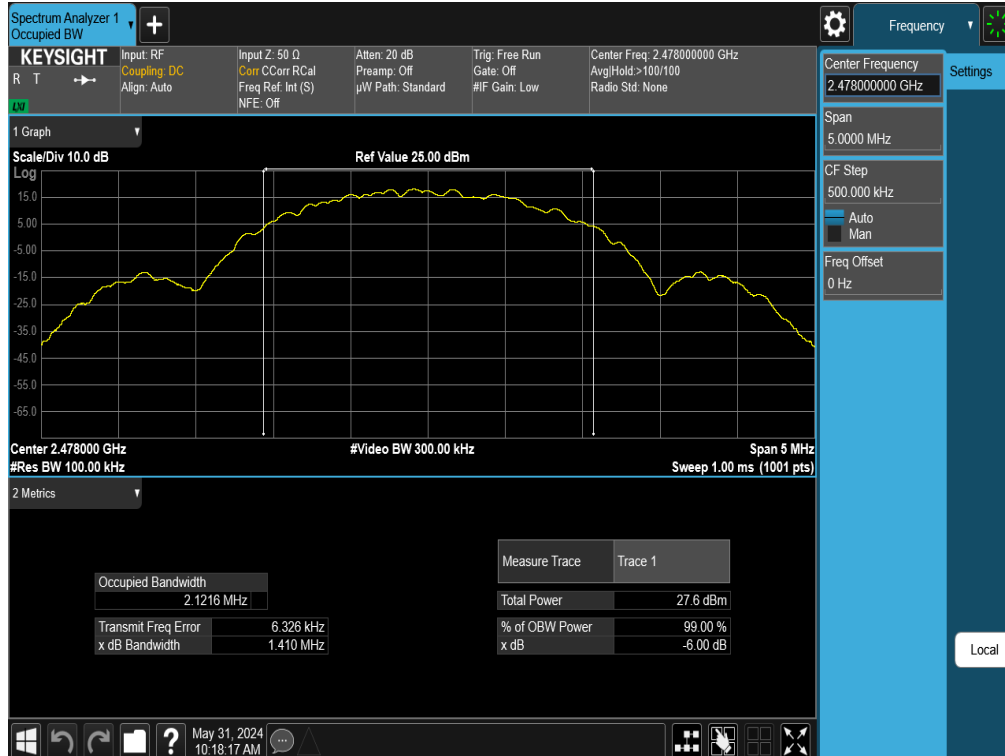 Spectrum Analyzer 1
Occupied BW
Frequency
KEYSIGHT
R T
LXI
Input: RF
Coupling: DC
Align: Auto
Input Z: 50 Ω
Corr CCorr RCal
Freq Ref: Int (S)
NFE: Off
Atten: 20 dB
Preamp: Off
µW Path: Standard
Trig: Free Run
Gate: Off
#IF Gain: Low
Center Freq: 2.478000000 GHz
Avg|Hold:>100/100
Radio Std: None
Center Frequency
2.478000000 GHz
Settings
Span
5.0000 MHz
CF Step
500.000 kHz
Auto
Man
Freq Offset
0 Hz
Local
1 Graph
Scale/Div 10.0 dB
Ref Value 25.00 dBm
Log
15.0
5.00
-5.00
-15.0
-25.0
-35.0
-45.0
-55.0
-65.0
Center 2.478000 GHz
#Video BW 300.00 kHz
Span 5 MHz
#Res BW 100.00 kHz
Sweep 1.00 ms (1001 pts)
2 Metrics
Measure Trace Trace 1
Occupied Bandwidth
2.1216 MHz
Total Power 27.6 dBm
Transmit Freq Error 6.326 kHz
% of OBW Power 99.00 %
x dB Bandwidth 1.410 MHz
x dB -6.00 dB
?
May 31, 2024
10:18:17 AM